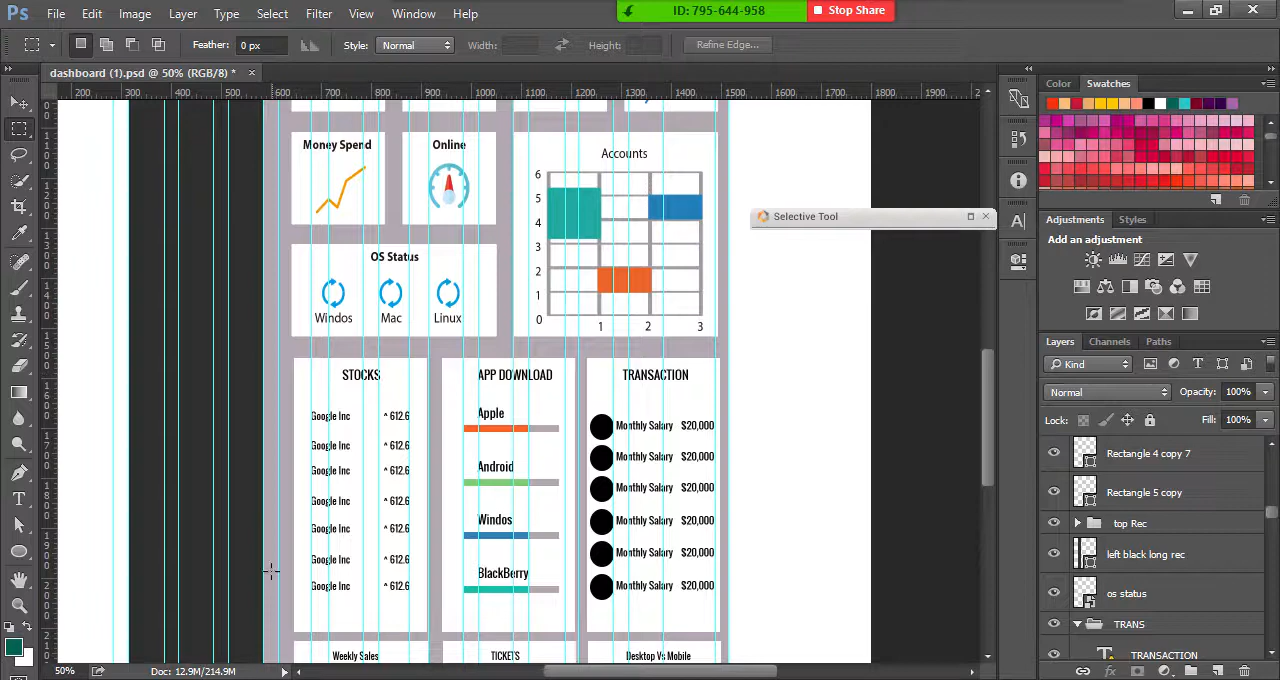 Ps File Edit Image Layer Type Select Filter View Window Help
ID: 795-644-958 Stop Share
Feather: 0 px Style: Normal Width: Height: Refine Edge...
dashboard (1).psd @ 50% (RGB/8) * ×
200 300 400 500 600 700 800 900 1000 1100 1200 1300 1400 1500 1600 1700 1800 1900
Color Swatches
Money Spend Online Accounts
6
5
4
3
2
1
0
1 2 3
OS Status
Windos Mac Linux
Selective Tool
Adjustments Styles
Add an adjustment
STOCKS APP DOWNLOAD TRANSACTION
Google Inc ^ 612.6
Google Inc ^ 612.6
Google Inc ^ 612.6
Google Inc ^ 612.6
Google Inc ^ 612.6
Google Inc ^ 612.6
Google Inc ^ 612.6
Apple
Android
Windos
BlackBerry
Monthly Salary $20,000
Monthly Salary $20,000
Monthly Salary $20,000
Monthly Salary $20,000
Monthly Salary $20,000
Monthly Salary $20,000
Weekly Sales TICKETS Desktop Vs Mobile
Layers Channels Paths
Kind
Normal Opacity: 100%
Lock: Fill: 100%
Rectangle 4 copy 7
Rectangle 5 copy
top Rec
left black long rec
os status
TRANS
TRANSACTION
50% Doc: 12.9M/214.9M